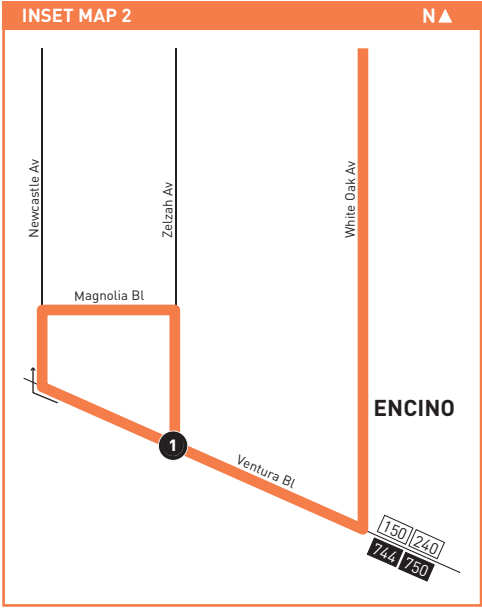 INSET MAP 2
N▲
Newcastle Av
Zelzah Av
White Oak Av
Magnolia Bl
ENCINO
1
Ventura Bl
150 240
744 750